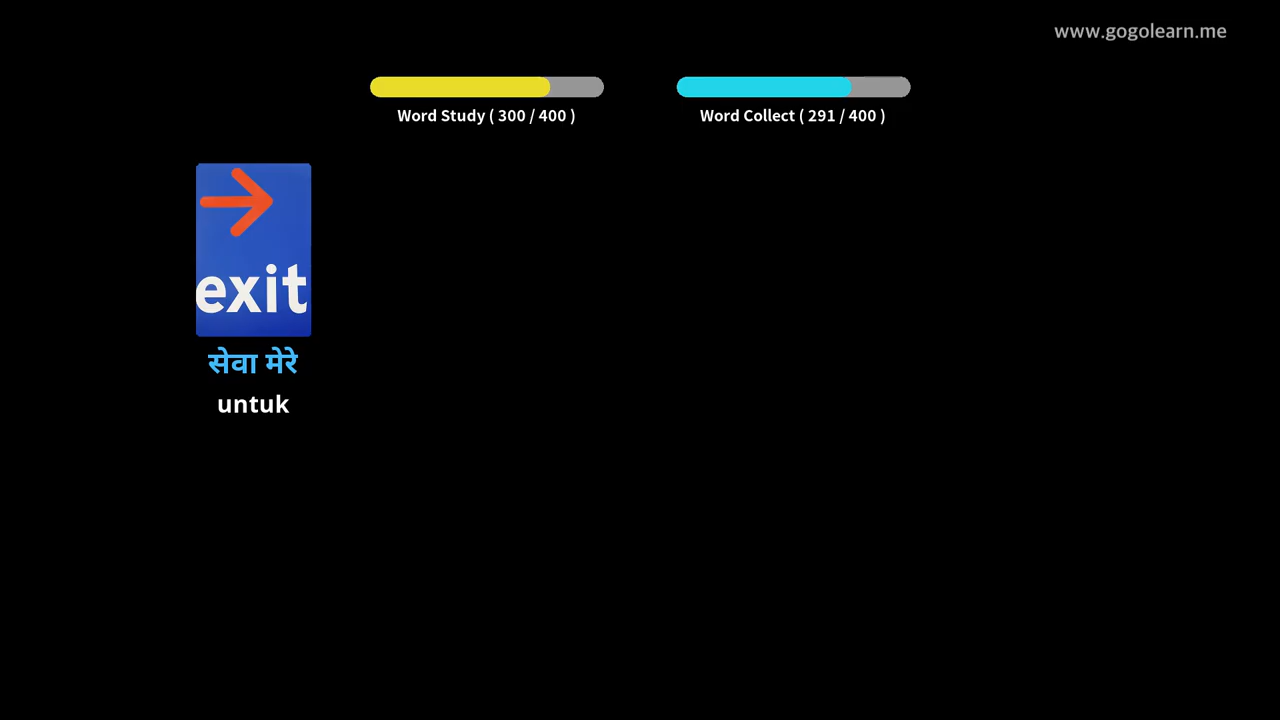 www.gogolearn.me
Word Study ( 300 / 400 )
Word Collect ( 291 / 400 )
exit
सेवा मेरे
untuk